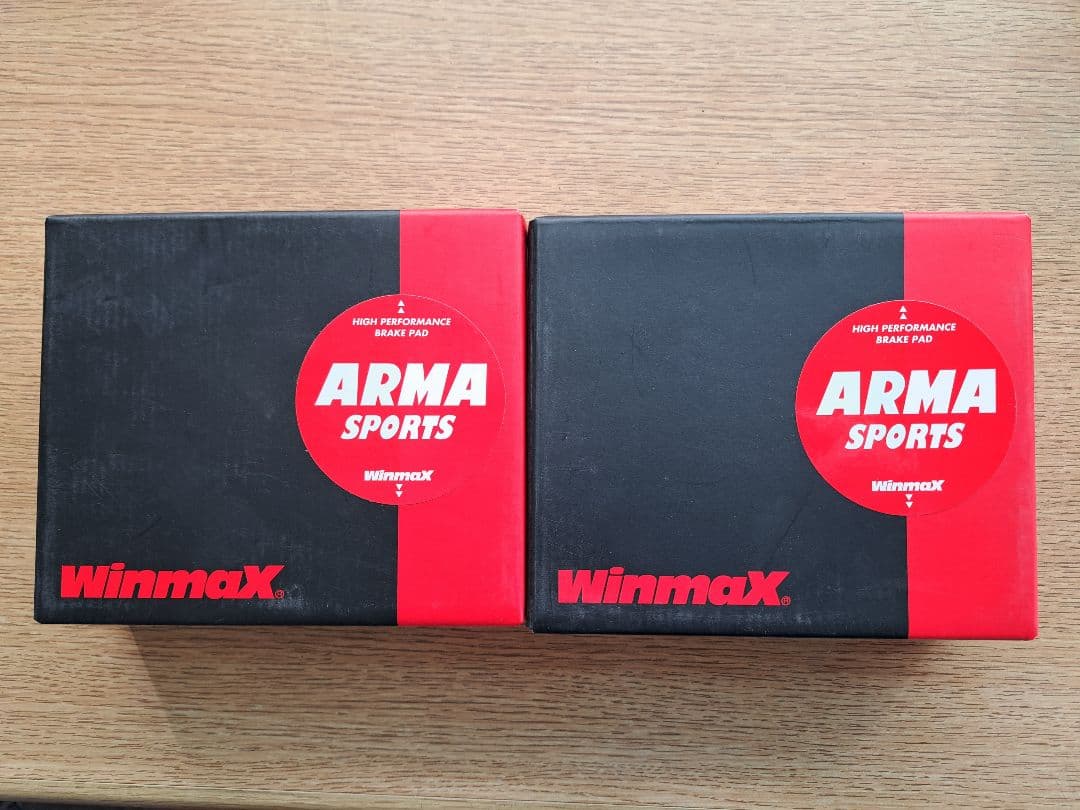 HIGH PERFORMANCE
BRAKE PAD
ARMA
SPORTS
WinmaX
WinmaX®
HIGH PERFORMANCE
BRAKE PAD
ARMA
SPORTS
WinmaX
WinmaX®